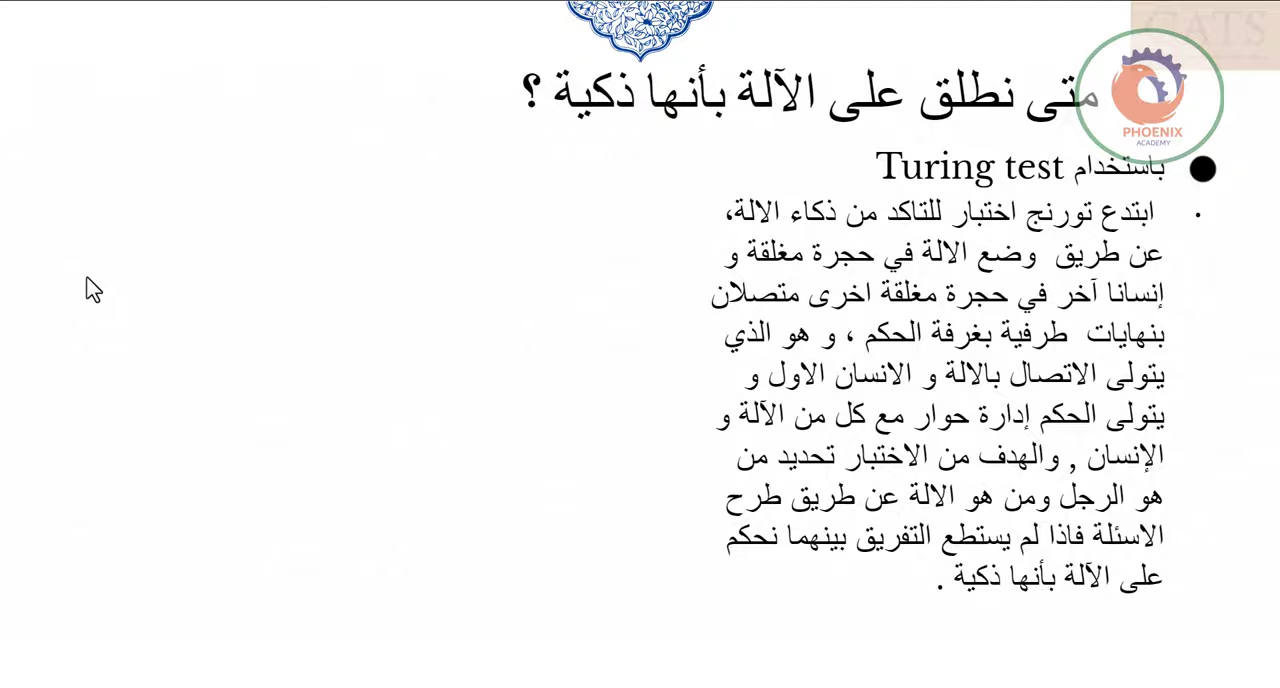 CATS
متى نطلق على الآلة بأنها ذكية ؟
PHOENIX
ACADEMY
باستخدام Turing test
ابتدع تورنج اختبار للتاكد من ذكاء الالة،
عن طريق وضع الالة في حجرة مغلقة و
إنسانا آخر في حجرة مغلقة اخرى متصلان
بنهايات طرفية بغرفة الحكم ، و هو الذي
يتولى الاتصال بالالة و الانسان الاول و
يتولى الحكم إدارة حوار مع كل من الآلة و
الإنسان , والهدف من الاختبار تحديد من
هو الرجل ومن هو الالة عن طريق طرح
الاسئلة فاذا لم يستطع التفريق بينهما نحكم
على الآلة بأنها ذكية .